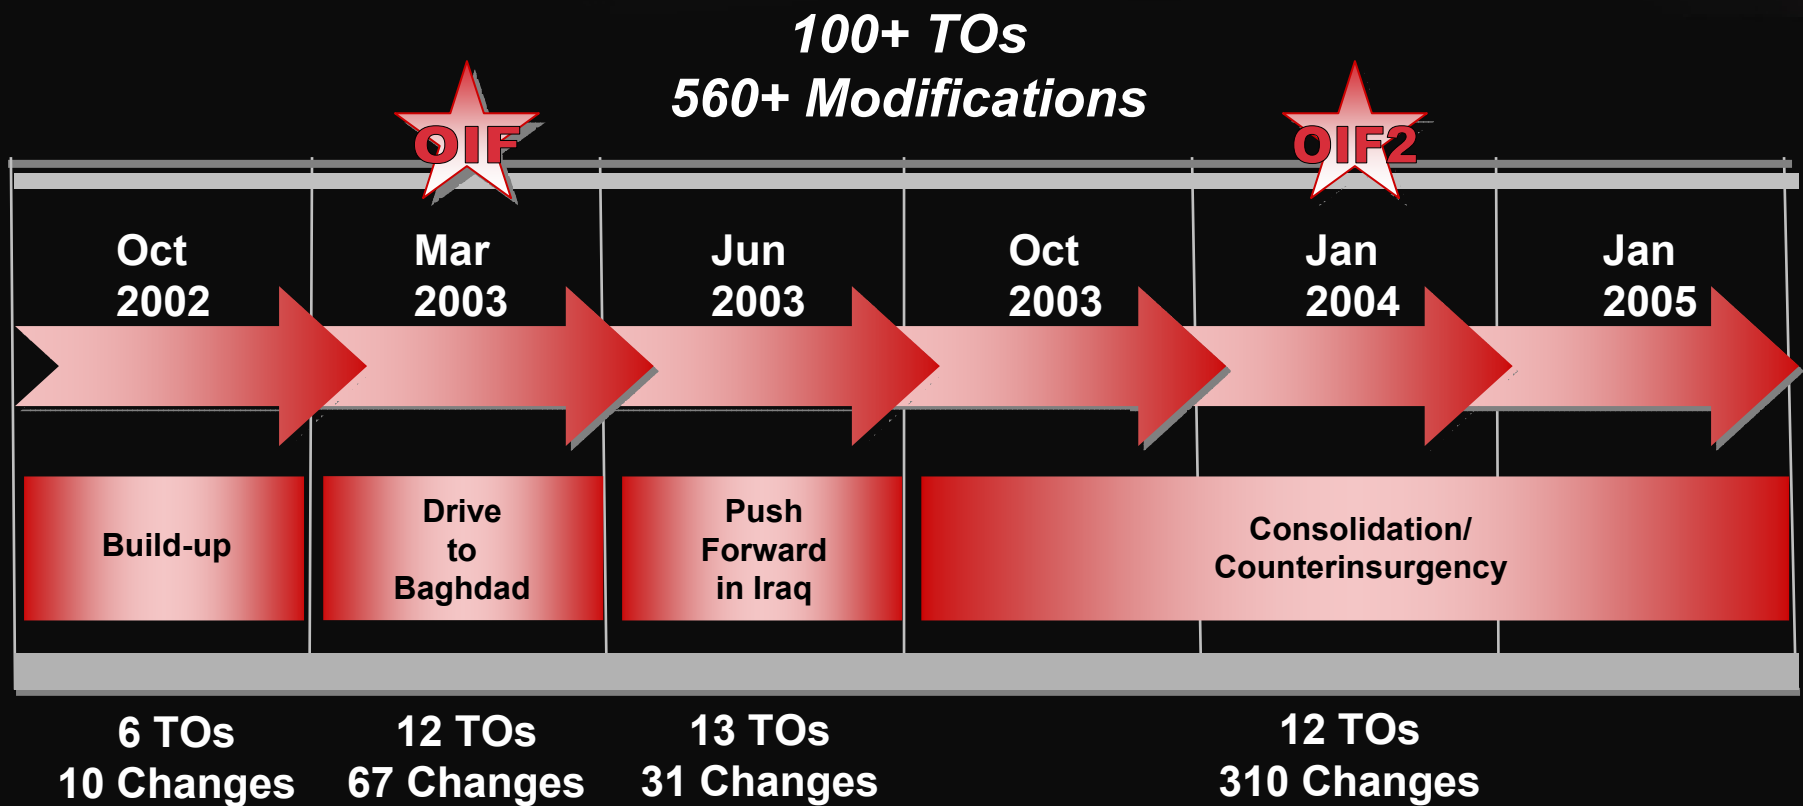 100+ TOs
560+ Modifications
OIF
OIF2
Oct
2002
Mar
2003
Jun
2003
Oct
2003
Jan
2004
Jan
2005
Build-up
Drive
to
Baghdad
Push
Forward
in Iraq
Consolidation/
Counterinsurgency
6 TOs
10 Changes
12 TOs
67 Changes
13 TOs
31 Changes
12 TOs
310 Changes